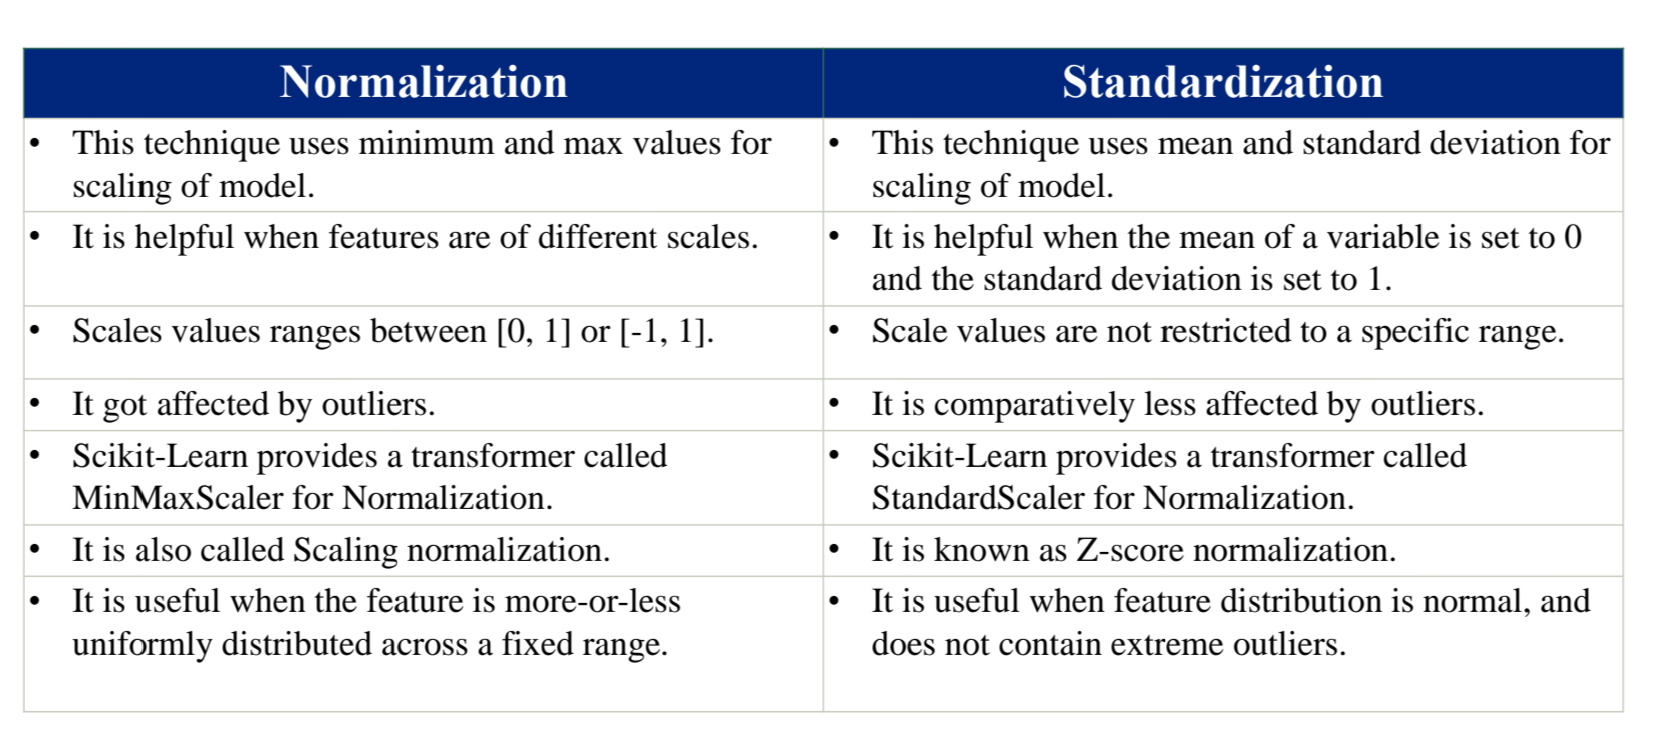 Normalization
Standardization
• This technique uses minimum and max values for
scaling of model.
• This technique uses mean and standard deviation for
scaling of model.
• It is helpful when features are of different scales.
• It is helpful when the mean of a variable is set to 0
and the standard deviation is set to 1.
• Scales values ranges between [0, 1] or [-1, 1].
• Scale values are not restricted to a specific range.
• It got affected by outliers.
• It is comparatively less affected by outliers.
• Scikit-Learn provides a transformer called
MinMaxScaler for Normalization.
• Scikit-Learn provides a transformer called
StandardScaler for Normalization.
• It is also called Scaling normalization.
• It is known as Z-score normalization.
• It is useful when the feature is more-or-less
uniformly distributed across a fixed range.
• It is useful when feature distribution is normal, and
does not contain extreme outliers.